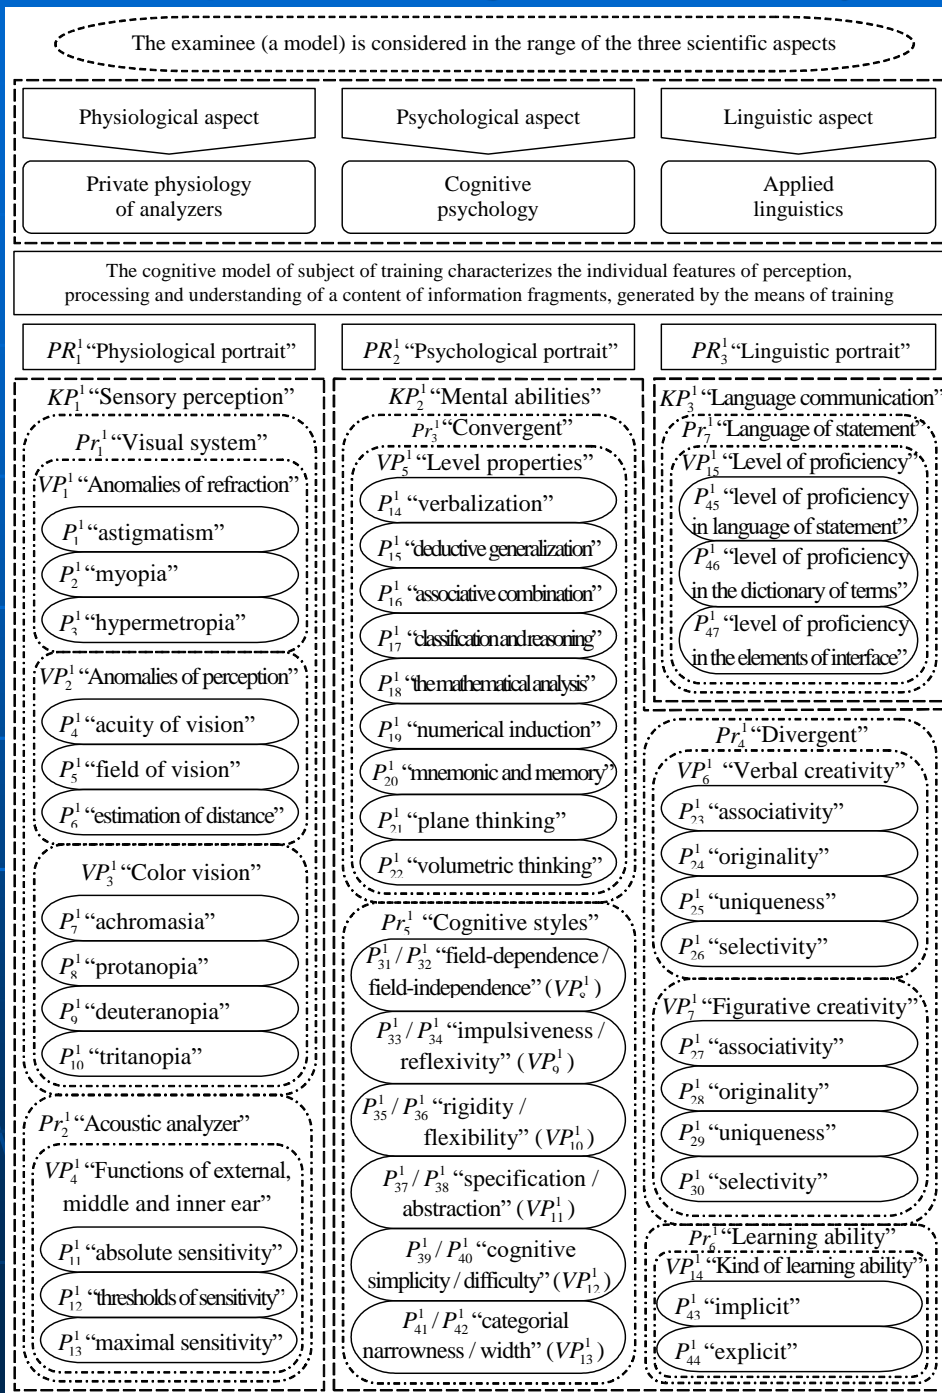 The examinee (a model) is considered in the range of the three scientific aspects
Physiological aspect
Psychological aspect
Linguistic aspect
Private physiology
of analyzers
Cognitive
psychology
Applied
linguistics
The cognitive model of subject of training characterizes the individual features of perception,
processing and understanding of a content of information fragments, generated by the means of training
PR₁¹ “Physiological portrait”
PR₂¹ “Psychological portrait”
PR₃¹ “Linguistic portrait”
KP₁¹ “Sensory perception”
Pr₁¹ “Visual system”
VP₁¹ “Anomalies of refraction”
P₁¹ “astigmatism”
P₂¹ “myopia”
P₃¹ “hypermetropia”
VP₂¹ “Anomalies of perception”
P₄¹ “acuity of vision”
P₅¹ “field of vision”
P₆¹ “estimation of distance”
VP₃¹ “Color vision”
P₇¹ “achromasia”
P₈¹ “protanopia”
P₉¹ “deuteranopia”
P₁₀¹ “tritanopia”
Pr₂¹ “Acoustic analyzer”
VP₄¹ “Functions of external,
middle and inner ear”
P₁₁¹ “absolute sensitivity”
P₁₂¹ “thresholds of sensitivity”
P₁₃¹ “maximal sensitivity”
KP₂¹ “Mental abilities”
Pr₃¹ “Convergent”
VP₅¹ “Level properties”
P₁₄¹ “verbalization”
P₁₅¹ “deductive generalization”
P₁₆¹ “associative combination”
P₁₇¹ “classification and reasoning”
P₁₈¹ “the mathematical analysis”
P₁₉¹ “numerical induction”
P₂₀¹ “mnemonic and memory”
P₂₁¹ “plane thinking”
P₂₂¹ “volumetric thinking”
Pr₅¹ “Cognitive styles”
P₃₁¹ / P₃₂¹ “field-dependence /
field-independence” (VP₈¹)
P₃₃¹ / P₃₄¹ “impulsiveness /
reflexivity” (VP₉¹)
P₃₅¹ / P₃₆¹ “rigidity /
flexibility” (VP₁₀¹)
P₃₇¹ / P₃₈¹ “specification /
abstraction” (VP₁₁¹)
P₃₉¹ / P₄₀¹ “cognitive
simplicity / difficulty” (VP₁₂¹)
P₄₁¹ / P₄₂¹ “categorial
narrowness / width” (VP₁₃¹)
KP₃¹ “Language communication”
Pr₇¹ “Language of statement”
VP₁₅¹ “Level of proficiency”
P₄₅¹ “level of proficiency
in language of statement”
P₄₆¹ “level of proficiency
in the dictionary of terms”
P₄₇¹ “level of proficiency
in the elements of interface”
Pr₄¹ “Divergent”
VP₆¹ “Verbal creativity”
P₂₃¹ “associativity”
P₂₄¹ “originality”
P₂₅¹ “uniqueness”
P₂₆¹ “selectivity”
VP₇¹ “Figurative creativity”
P₂₇¹ “associativity”
P₂₈¹ “originality”
P₂₉¹ “uniqueness”
P₃₀¹ “selectivity”
Pr₆¹ “Learning ability”
VP₁₄¹ “Kind of learning ability”
P₄₃¹ “implicit”
P₄₄¹ “explicit”